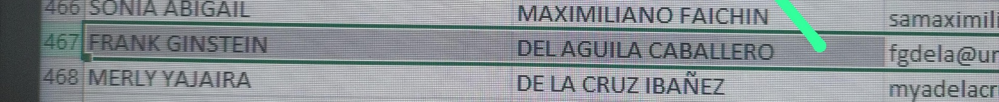 466 SONIA ABIGAIL MAXIMILIANO FAICHIN samaximili
467 FRANK GINSTEIN DEL AGUILA CABALLERO fgdela@ur
468 MERLY YAJAIRA DE LA CRUZ IBAÑEZ myadelacr